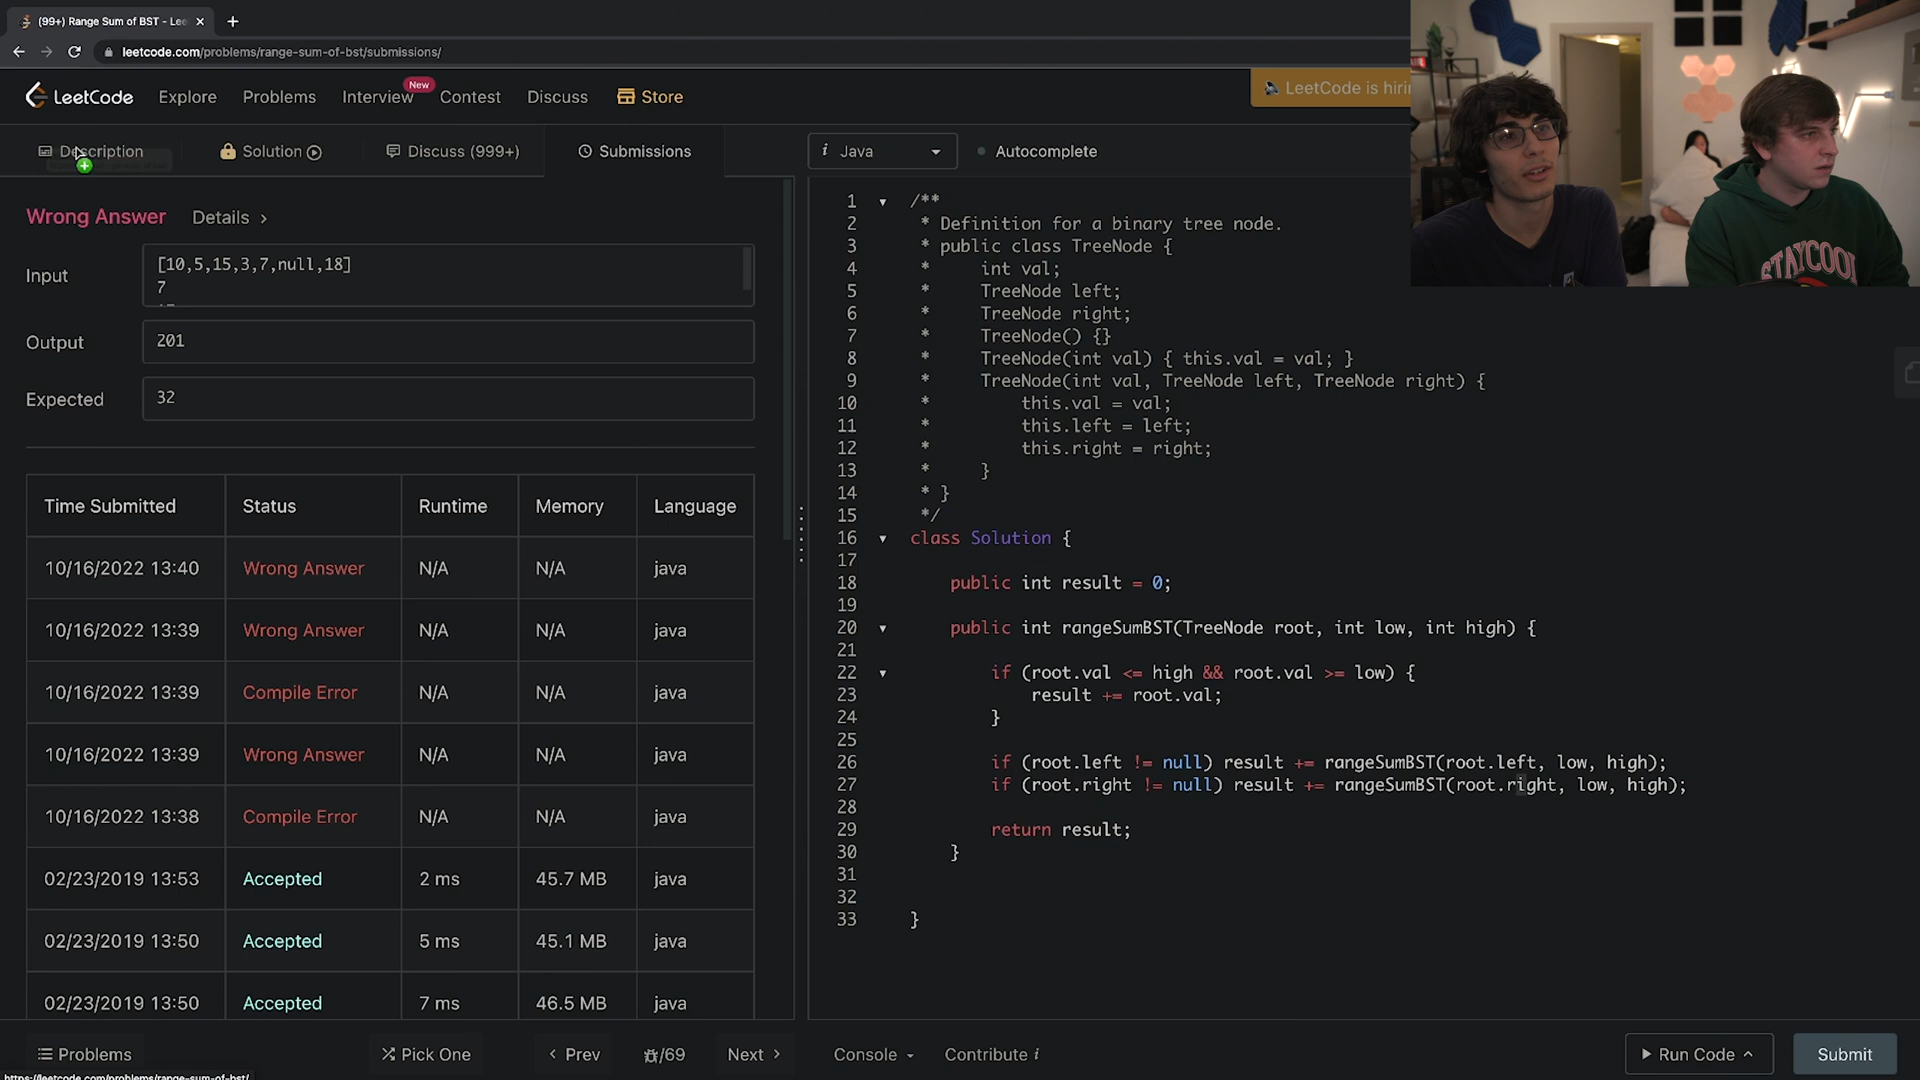 (99+) Range Sum of BST - Lee
leetcode.com/problems/range-sum-of-bst/submissions/
LeetCode
Explore
Problems
Interview
New
Contest
Discuss
Store
LeetCode is hiri
Description
Solution
Discuss (999+)
Submissions
i Java
Autocomplete
Wrong Answer
Details >
Input
[10,5,15,3,7,null,18]
7
Output
201
Expected
32
Time Submitted Status Runtime Memory Language
10/16/2022 13:40 Wrong Answer N/A N/A java
10/16/2022 13:39 Wrong Answer N/A N/A java
10/16/2022 13:39 Compile Error N/A N/A java
10/16/2022 13:39 Wrong Answer N/A N/A java
10/16/2022 13:38 Compile Error N/A N/A java
02/23/2019 13:53 Accepted 2 ms 45.7 MB java
02/23/2019 13:50 Accepted 5 ms 45.1 MB java
02/23/2019 13:50 Accepted 7 ms 46.5 MB java
1 /**
2 * Definition for a binary tree node.
3 * public class TreeNode {
4 * int val;
5 * TreeNode left;
6 * TreeNode right;
7 * TreeNode() {}
8 * TreeNode(int val) { this.val = val; }
9 * TreeNode(int val, TreeNode left, TreeNode right) {
10 * this.val = val;
11 * this.left = left;
12 * this.right = right;
13 * }
14 * }
15 */
16 class Solution {
17
18 public int result = 0;
19
20 public int rangeSumBST(TreeNode root, int low, int high) {
21
22 if (root.val <= high && root.val >= low) {
23 result += root.val;
24 }
25
26 if (root.left != null) result += rangeSumBST(root.left, low, high);
27 if (root.right != null) result += rangeSumBST(root.right, low, high);
28
29 return result;
30 }
31
32
33 }
STAYCOOL
Problems
Pick One
< Prev
/69
Next >
Console
Contribute i
Run Code
Submit
https://leetcode.com/problems/range-sum-of-bst/